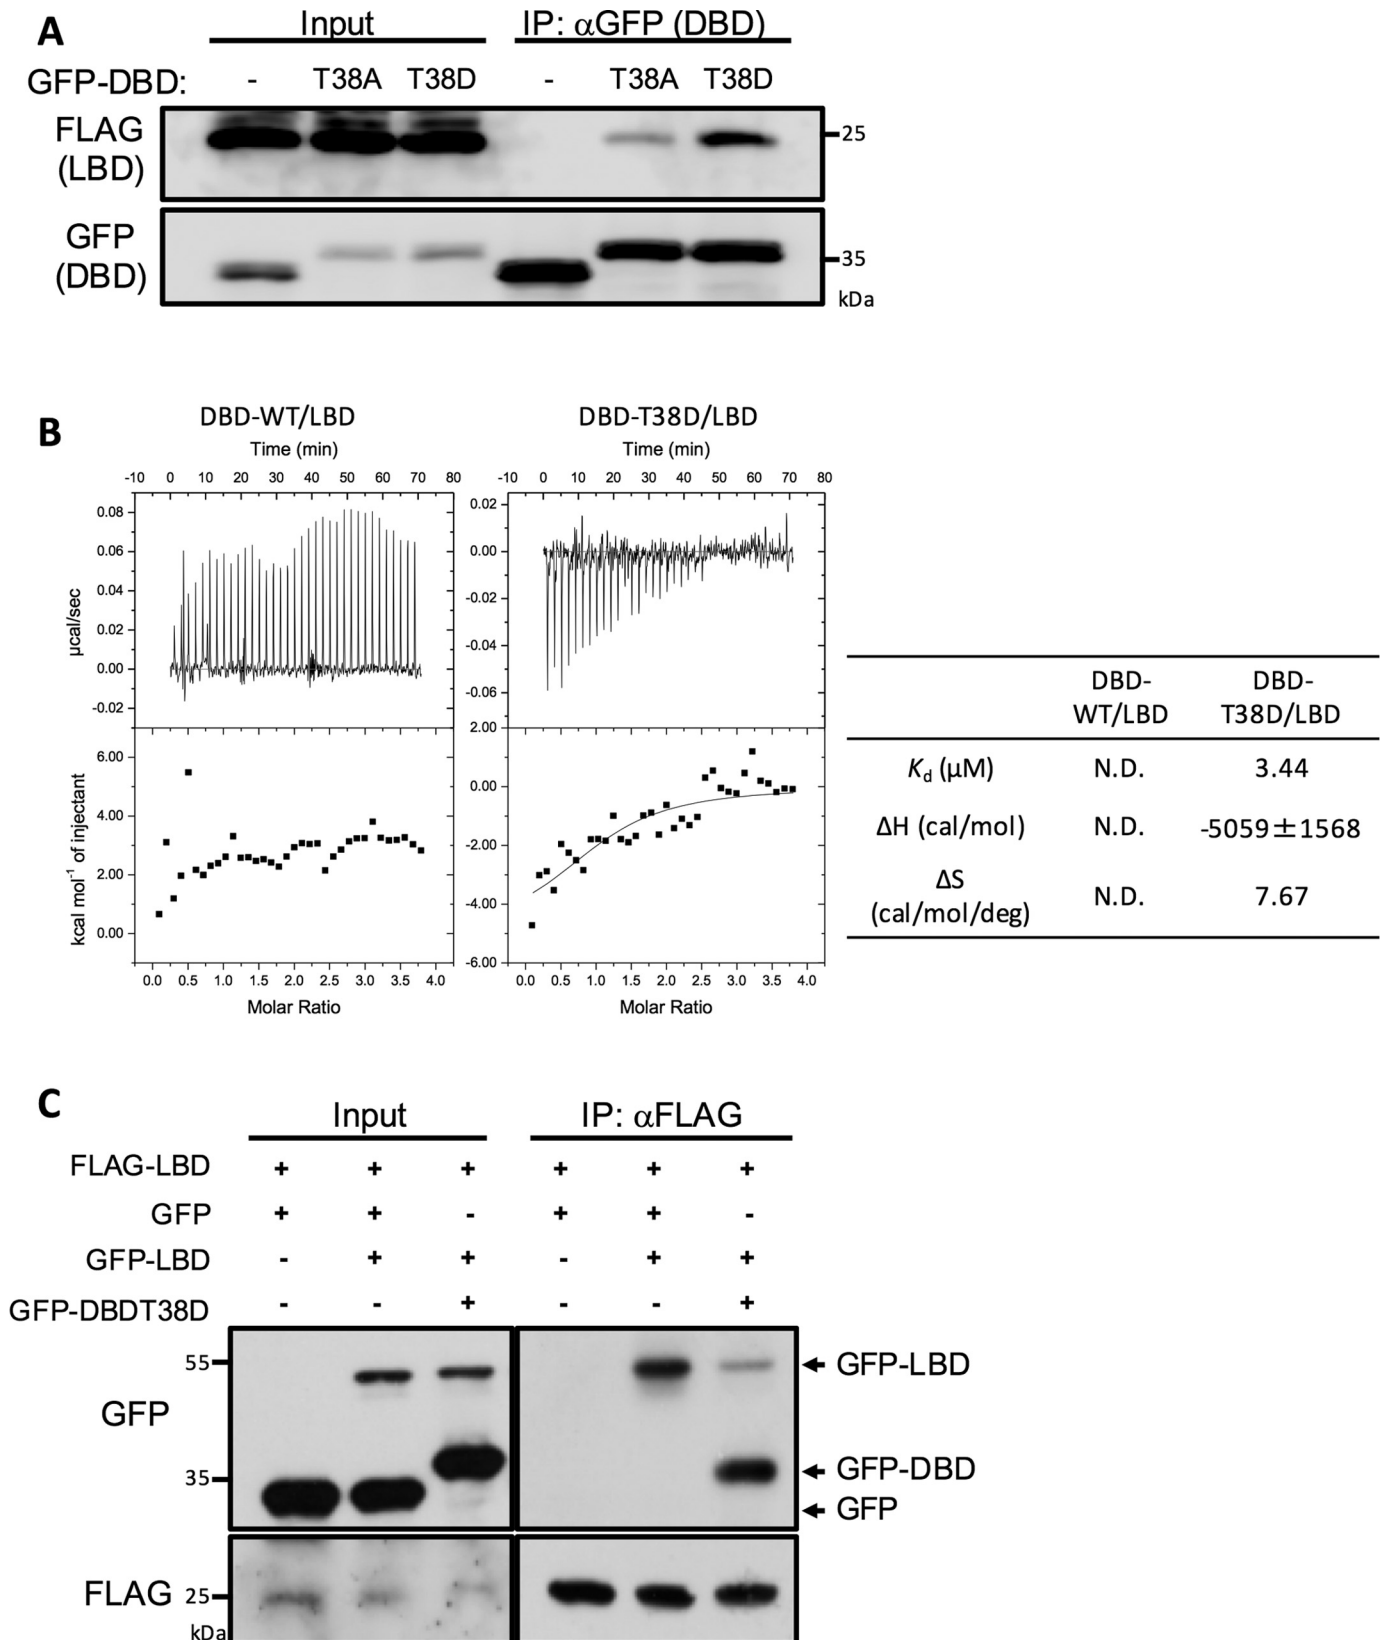 A
Input
IP: αGFP (DBD)
GFP-DBD:
-
T38A
T38D
-
T38A
T38D
FLAG
(LBD)
25
GFP
(DBD)
35
kDa
B
DBD-WT/LBD
Time (min)
-10 0 10 20 30 40 50 60 70 80
0.08
0.06
0.04
0.02
0.00
-0.02
µcal/sec
6.00
4.00
2.00
0.00
kcal mol⁻¹ of injectant
0.0 0.5 1.0 1.5 2.0 2.5 3.0 3.5 4.0
Molar Ratio
DBD-T38D/LBD
Time (min)
-10 0 10 20 30 40 50 60 70 80
0.02
0.00
-0.02
-0.04
-0.06
2.00
0.00
-2.00
-4.00
-6.00
0.0 0.5 1.0 1.5 2.0 2.5 3.0 3.5 4.0
Molar Ratio
DBD-
WT/LBD
DBD-
T38D/LBD
Kd (µM) N.D. 3.44
ΔH (cal/mol) N.D. -5059±1568
ΔS
(cal/mol/deg)
N.D. 7.67
C
Input
IP: αFLAG
FLAG-LBD + + + + + +
GFP + + - + + -
GFP-LBD - + + - + +
GFP-DBDT38D - - + - - +
55
GFP
35
GFP-LBD
GFP-DBD
GFP
FLAG
25
kDa